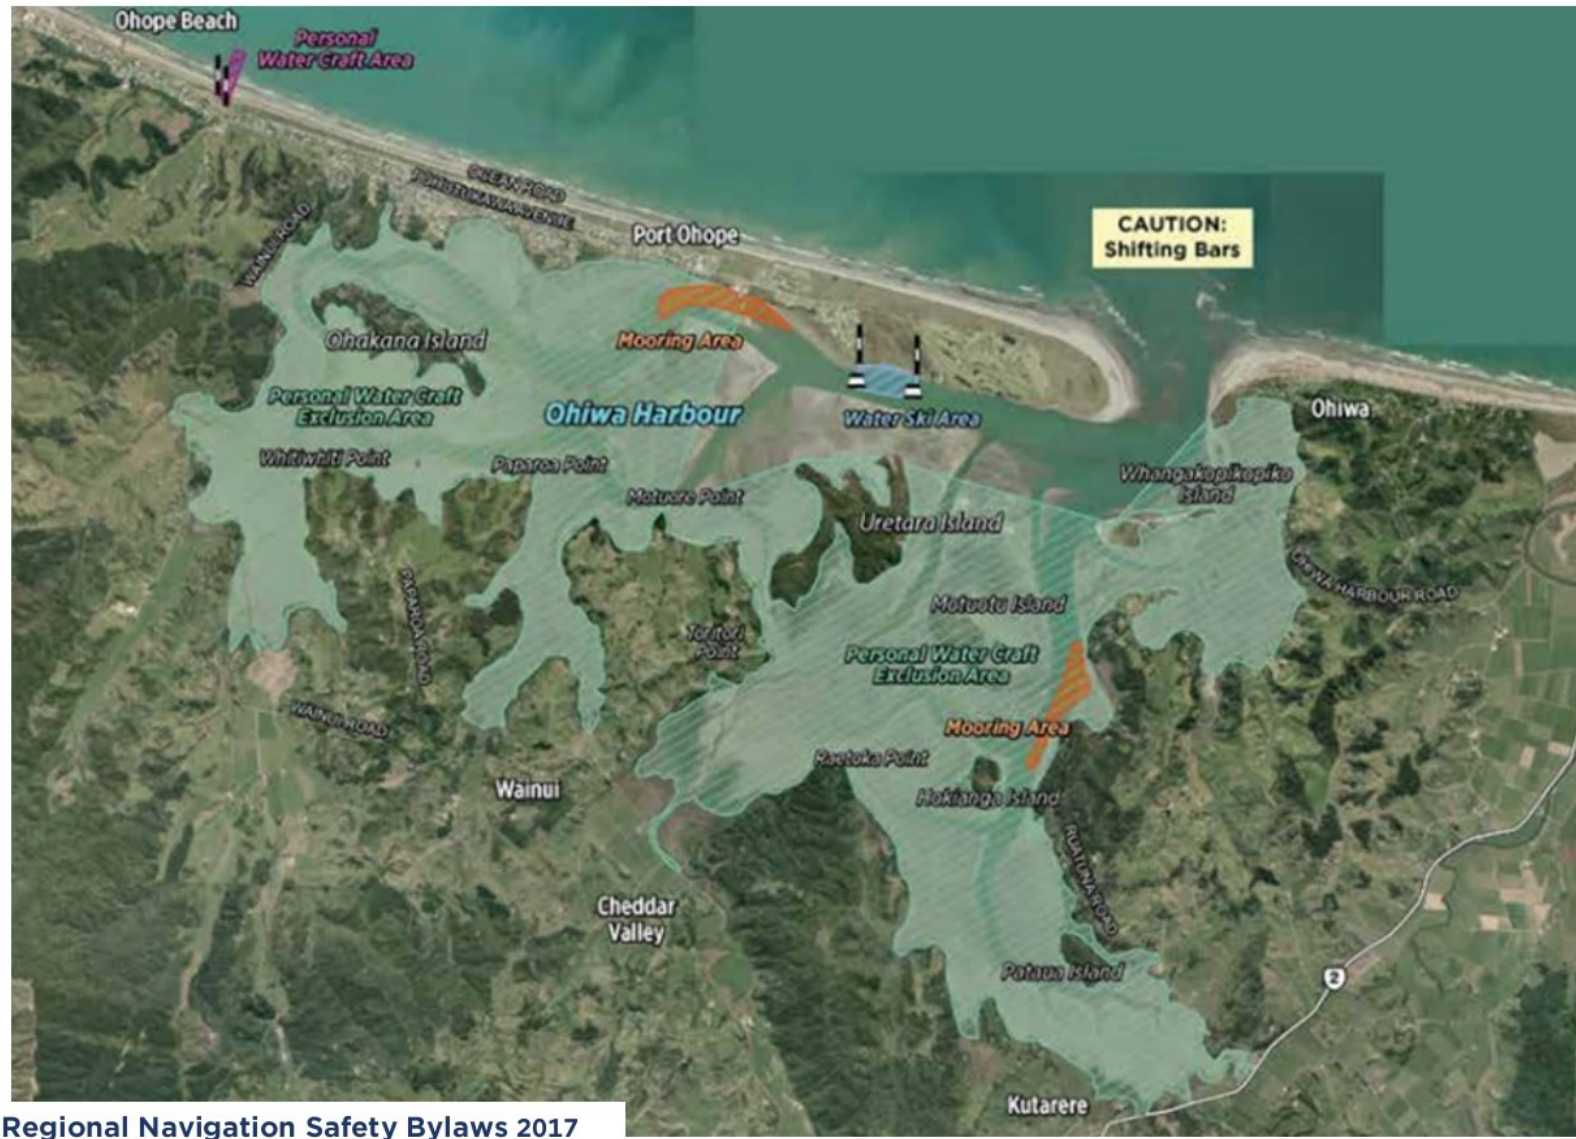 Ohope Beach
Personal
Water Craft Area
OCEAN ROAD
POHUTUKAWA AVENUE
WAINUI ROAD
Port Ohope
CAUTION:
Shifting Bars
Mooring Area
Ohakana Island
Personal Water Craft
Exclusion Area
Ohiwa Harbour
Water Ski Area
Ohiwa
Whitiwhiti Point
Paparoa Point
Motuore Point
Whangakopikopiko
Island
Uretara Island
OHIWA HARBOUR ROAD
PAPAROA ROAD
Motuotu Island
Toritori
Point
Personal Water Craft
Exclusion Area
WAINUI ROAD
Mooring Area
Raetoka Point
Wainui
Hokianga Island
RUATUNA ROAD
Cheddar
Valley
Pataua Island
2
Kutarere
Regional Navigation Safety Bylaws 2017